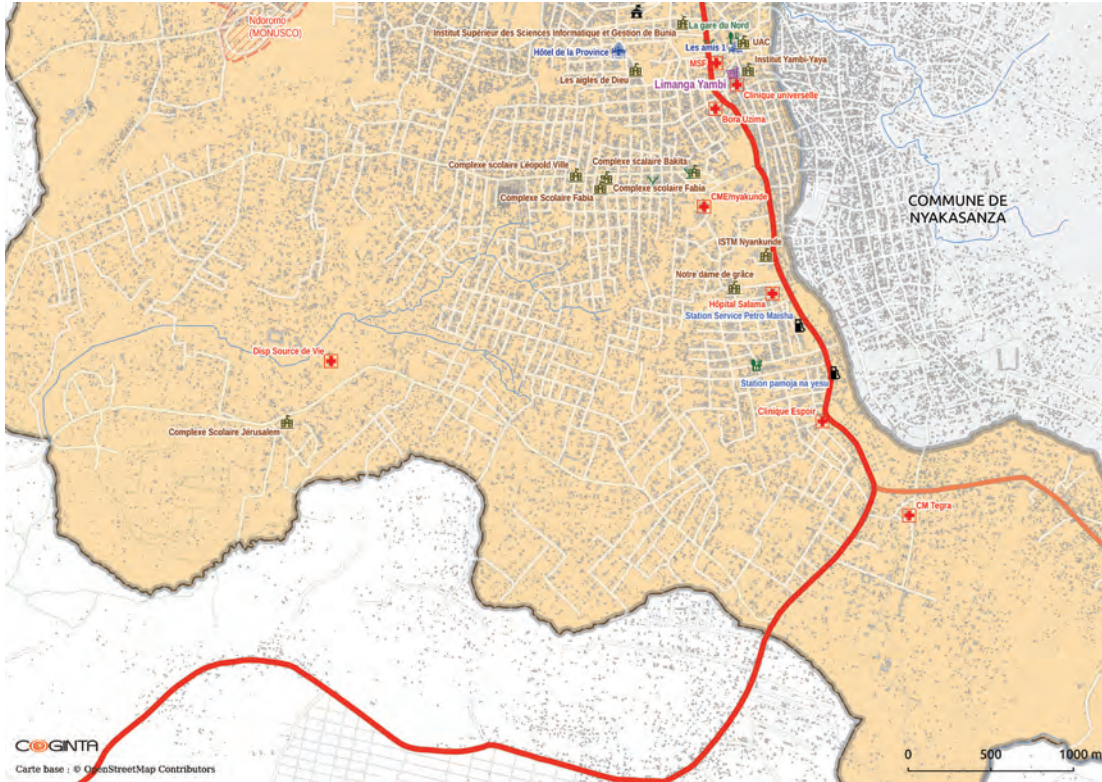 Ndoromo
(MONUSCO)
La gare du Nord
Institut Supérieur des Sciences Informatique et Gestion de Bunia
UAC
Hôtel de la Province
Les amis 1
MSF
Institut Yambi-Yaya
Les aigles de Dieu
Limanga Yambi
Clinique universelle
Bora Uzima
Complexe scolaire Léopold Ville
Complexe scalaire Bakita
Complexe Scolaire Fabia
Complexe scolaire Fabia
CMEnyakunde
COMMUNE DE
NYAKASANZA
ISTM Nyankunde
Notre dame de grâce
Hôpital Salama
Station Service Petro Maisha
Disp Source de Vie
Station pamoja na yesu
Clinique Espoir
Complexe Scolaire Jérusalem
CM Tegra
COGINTA
Carte base : © OpenStreetMap Contributors
0 500 1000 m